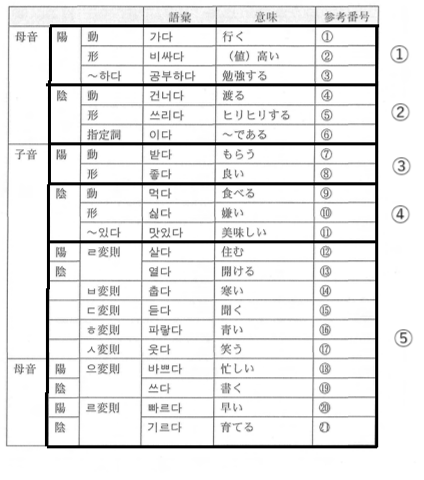 語彙 意味 参考番号
母音 陽 動 가다 行く ①
形 비싸다 （値）高い ②
～하다 공부하다 勉強する ③
陰 動 건너다 渡る ④
形 쓰리다 ヒリヒリする ⑤
指定詞 이다 ～である ⑥
子音 陽 動 받다 もらう ⑦
形 좋다 良い ⑧
陰 動 먹다 食べる ⑨
形 싫다 嫌い ⑩
～있다 맛있다 美味しい ⑪
陽 ㄹ変則 살다 住む ⑫
陰 열다 開ける ⑬
ㅂ変則 춥다 寒い ⑭
ㄷ変則 듣다 聞く ⑮
ㅎ変則 파랗다 青い ⑯
ㅅ変則 웃다 笑う ⑰
母音 陽 으変則 바쁘다 忙しい ⑱
陰 쓰다 書く ⑲
陽 르変則 빠르다 早い ⑳
陰 기르다 育てる ㉑
①
②
③
④
⑤